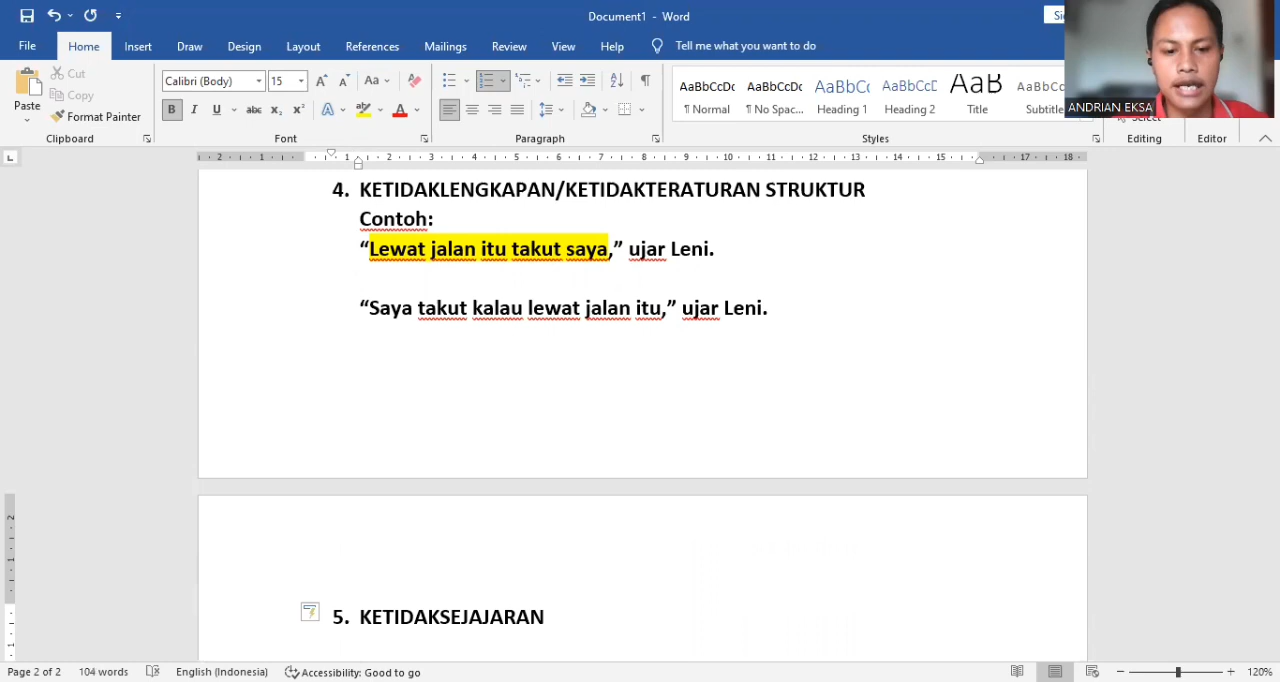 Document1 - Word
File Home Insert Draw Design Layout References Mailings Review View Help Tell me what you want to do
Paste
Cut
Copy
Format Painter
Clipboard
Calibri (Body) 15
Font
Paragraph
AaBbCcDc AaBbCcDc AaBbCc AaBbCcD AaB AaBbCcD
¶ Normal ¶ No Spac... Heading 1 Heading 2 Title Subtitle
Styles
Editing
Editor
ANDRIAN EKSA
4. KETIDAKLENGKAPAN/KETIDAKTERATURAN STRUKTUR
Contoh:
“Lewat jalan itu takut saya,” ujar Leni.
“Saya takut kalau lewat jalan itu,” ujar Leni.
5. KETIDAKSEJAJARAN
Page 2 of 2 104 words English (Indonesia) Accessibility: Good to go 120%